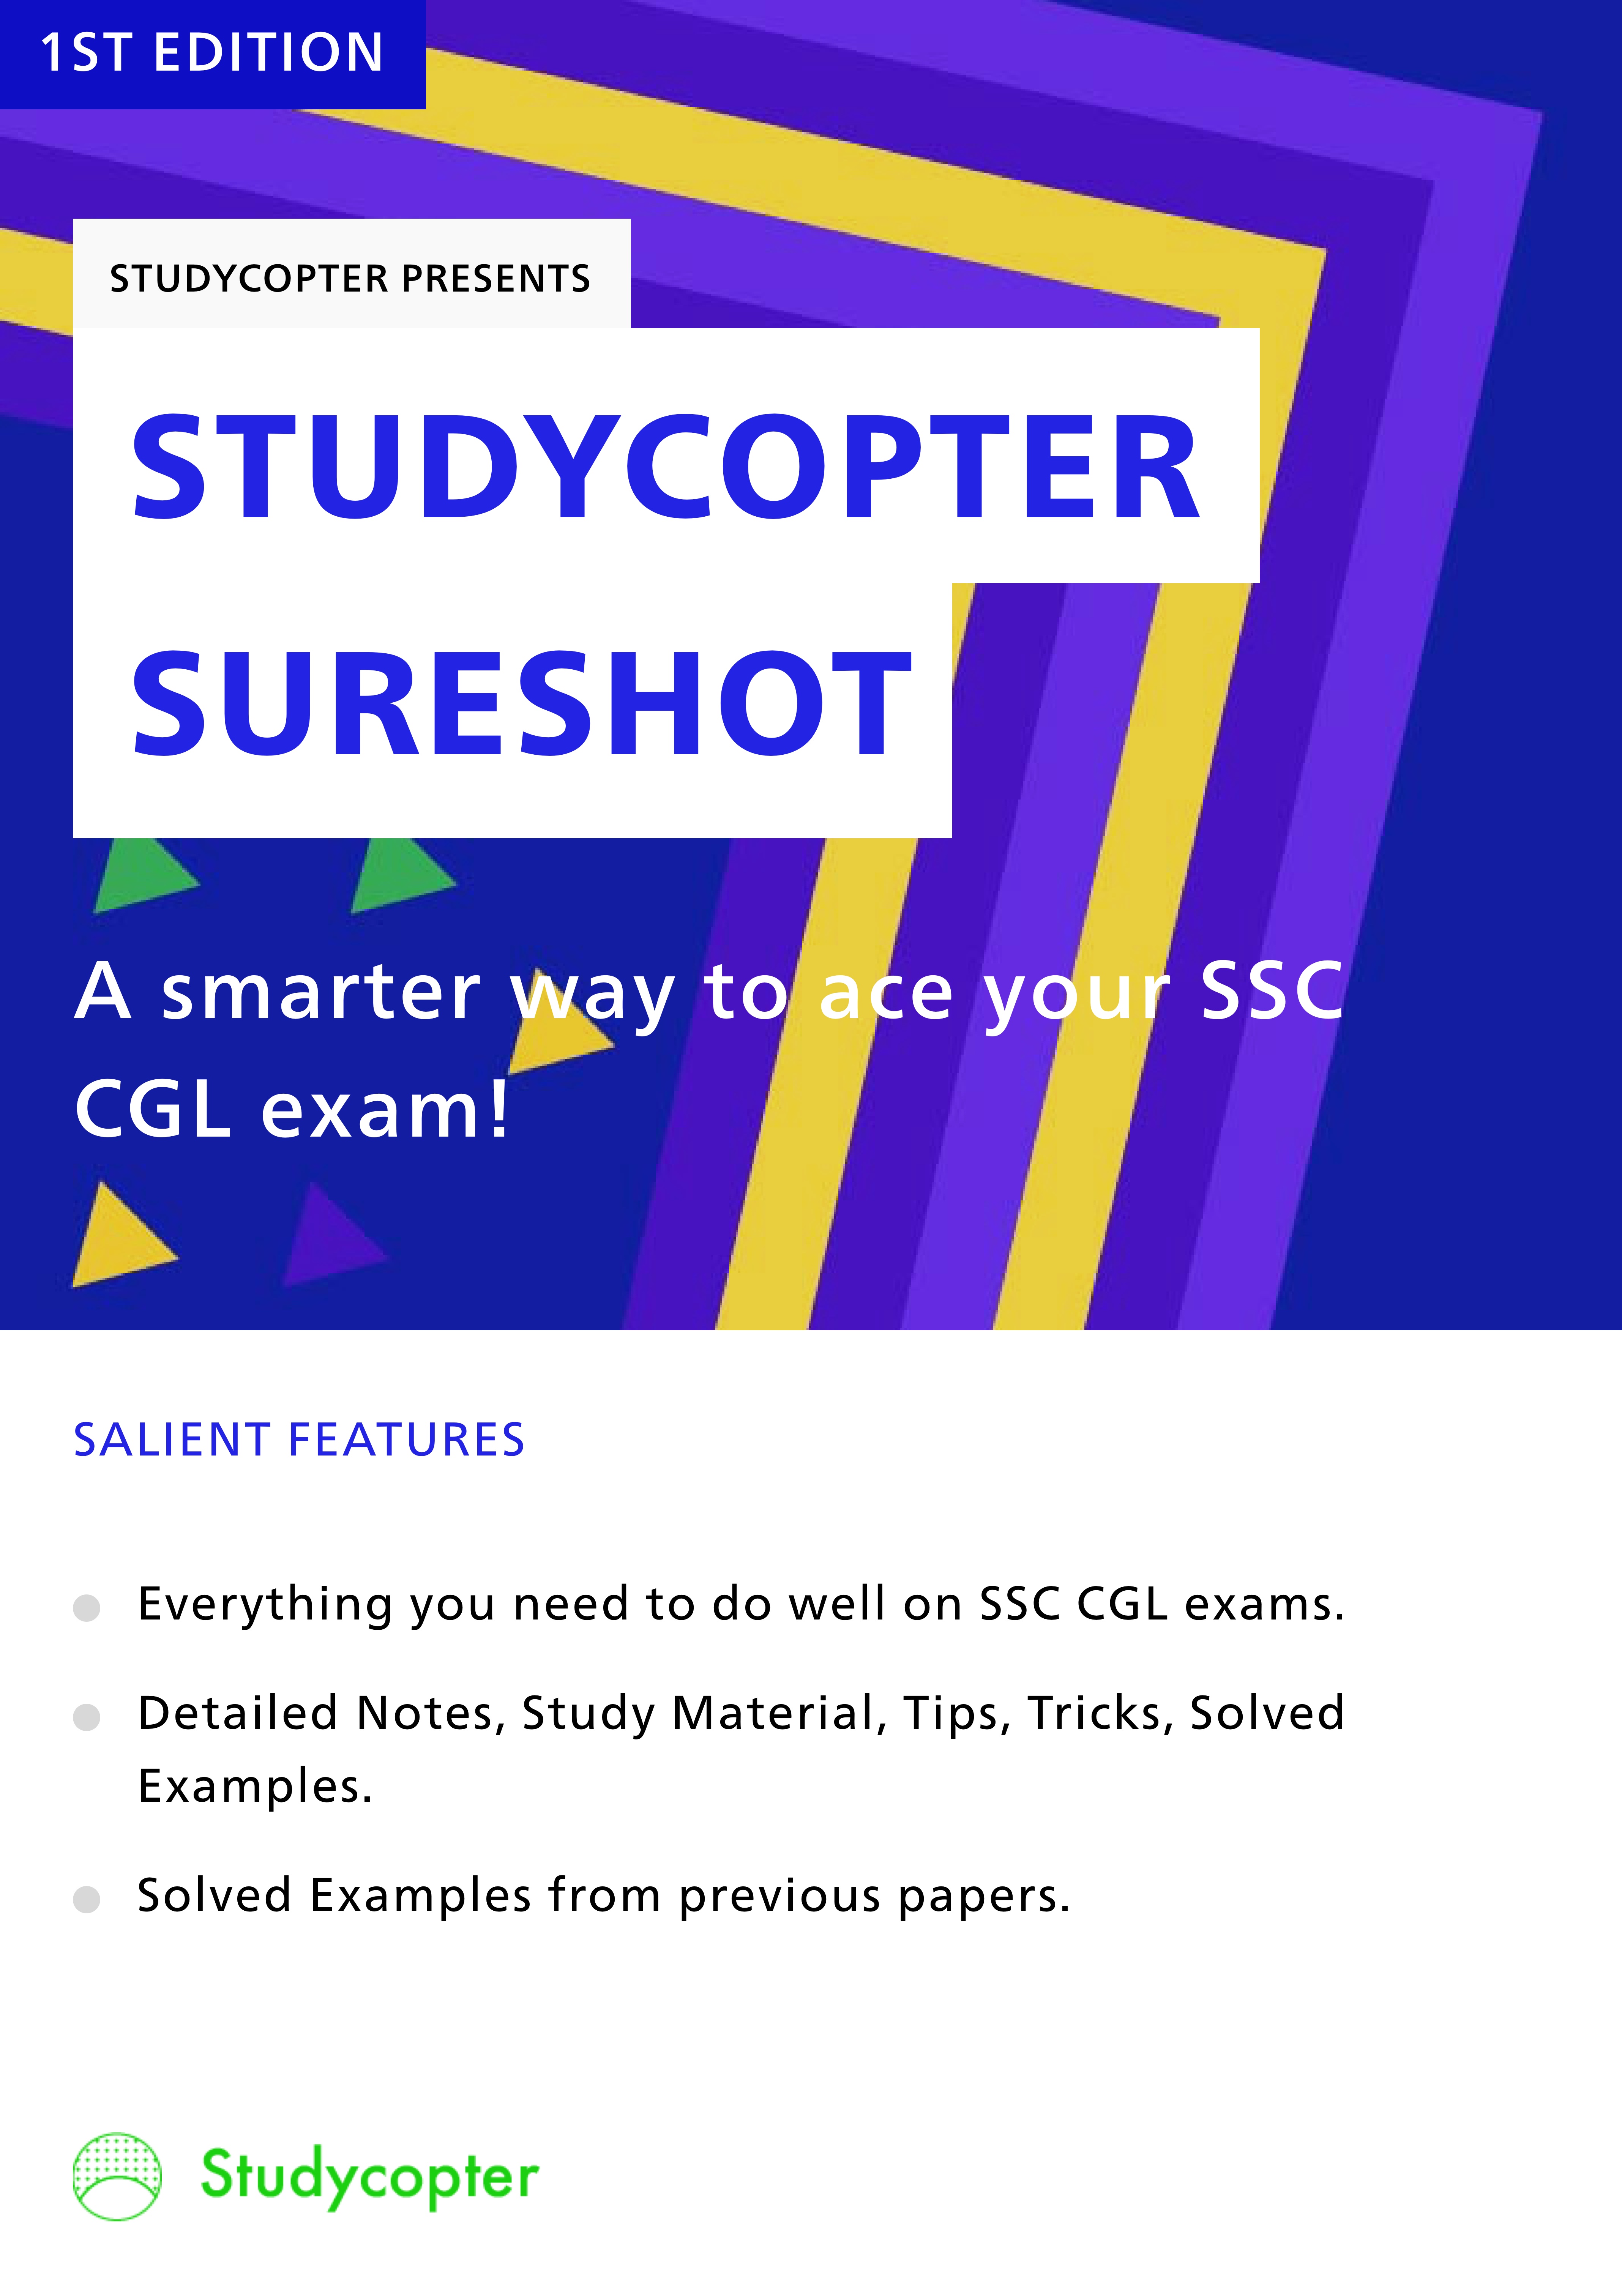 1ST EDITION
STUDYCOPTER PRESENTS
STUDYCOPTER
SURESHOT
A smarter way to ace your SSC
CGL exam!
SALIENT FEATURES
Everything you need to do well on SSC CGL exams.
Detailed Notes, Study Material, Tips, Tricks, Solved
Examples.
Solved Examples from previous papers.
Studycopter